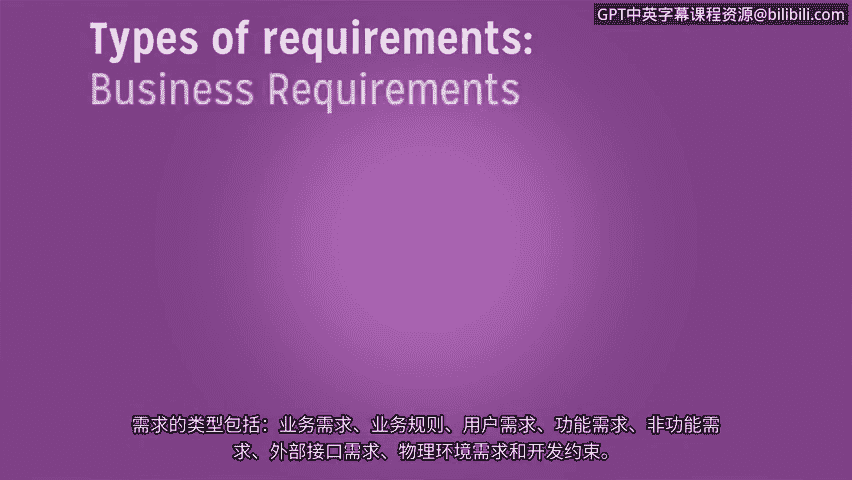 GPT中英字幕课程资源@bilibili.com
Types of requirements:
Business Requirements
需求的类型包括：业务需求、业务规则、用户需求、功能需求、非功能需
求、外部接口需求、物理环境需求和开发约束。